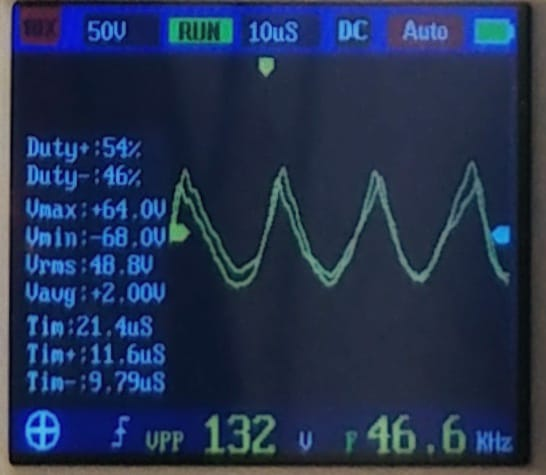 10X 50V RUN 10uS DC Auto
Duty+:54%
Duty-:46%
Vmax:+64.0V
Vmin:-68.0V
Vrms:48.8V
Vavg:+2.00V
Tim:21.4uS
Tim+:11.6uS
Tim-:9.79uS
VPP 132 V F 46.6 KHz